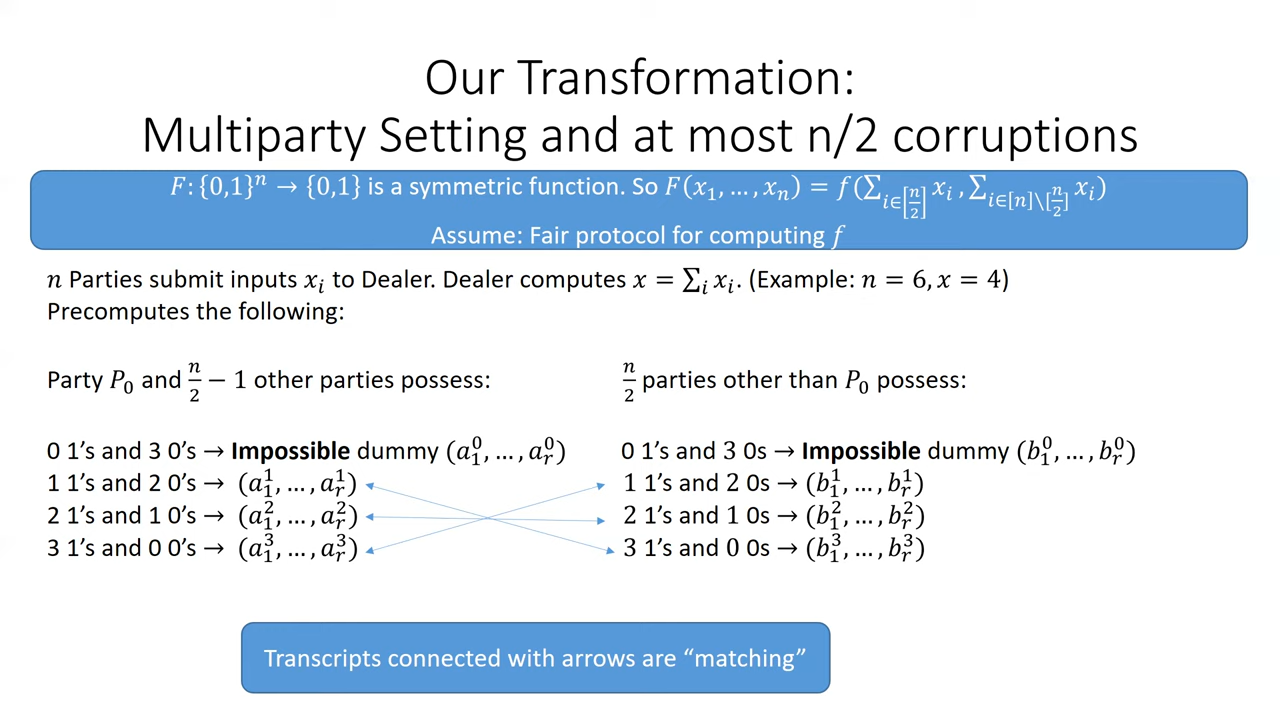 Our Transformation:
Multiparty Setting and at most n/2 corruptions
F: {0,1}ⁿ → {0,1} is a symmetric function. So F(x₁, … , xₙ) = f(∑_{i∈[n/2]} xᵢ , ∑_{i∈[n]\[n/2]} xᵢ)
Assume: Fair protocol for computing f
n Parties submit inputs xᵢ to Dealer. Dealer computes x = ∑ᵢ xᵢ. (Example: n = 6, x = 4)
Precomputes the following:
Party P₀ and n/2 − 1 other parties possess:
0 1's and 3 0's → Impossible dummy (a₁⁰, … , aᵣ⁰)
1 1's and 2 0's → (a₁¹, … , aᵣ¹)
2 1's and 1 0's → (a₁², … , aᵣ²)
3 1's and 0 0's → (a₁³, … , aᵣ³)
n/2 parties other than P₀ possess:
0 1's and 3 0s → Impossible dummy (b₁⁰, … , bᵣ⁰)
1 1's and 2 0s → (b₁¹, … , bᵣ¹)
2 1's and 1 0s → (b₁², … , bᵣ²)
3 1's and 0 0s → (b₁³, … , bᵣ³)
Transcripts connected with arrows are “matching”